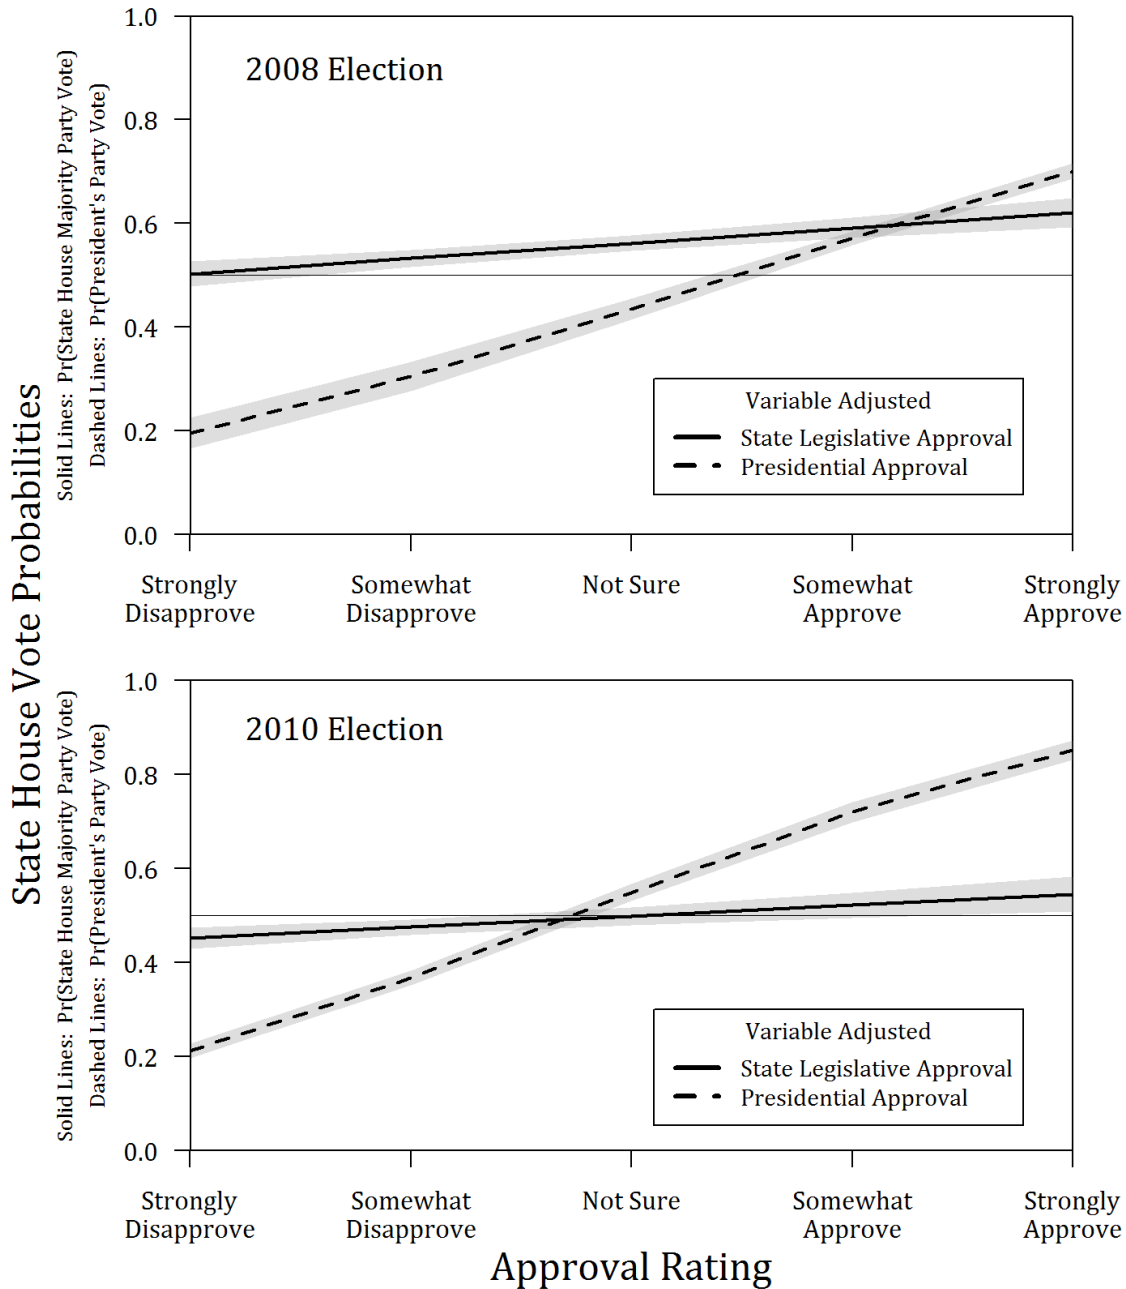 State House Vote Probabilities
Solid Lines: Pr(State House Majority Party Vote)
Dashed Lines: Pr(President's Party Vote)
1.0
0.8
0.6
0.4
0.2
0.0
2008 Election
Variable Adjusted
State Legislative Approval
Presidential Approval
Strongly
Disapprove
Somewhat
Disapprove
Not Sure
Somewhat
Approve
Strongly
Approve
Solid Lines: Pr(State House Majority Party Vote)
Dashed Lines: Pr(President's Party Vote)
1.0
0.8
0.6
0.4
0.2
0.0
2010 Election
Variable Adjusted
State Legislative Approval
Presidential Approval
Strongly
Disapprove
Somewhat
Disapprove
Not Sure
Somewhat
Approve
Strongly
Approve
Approval Rating